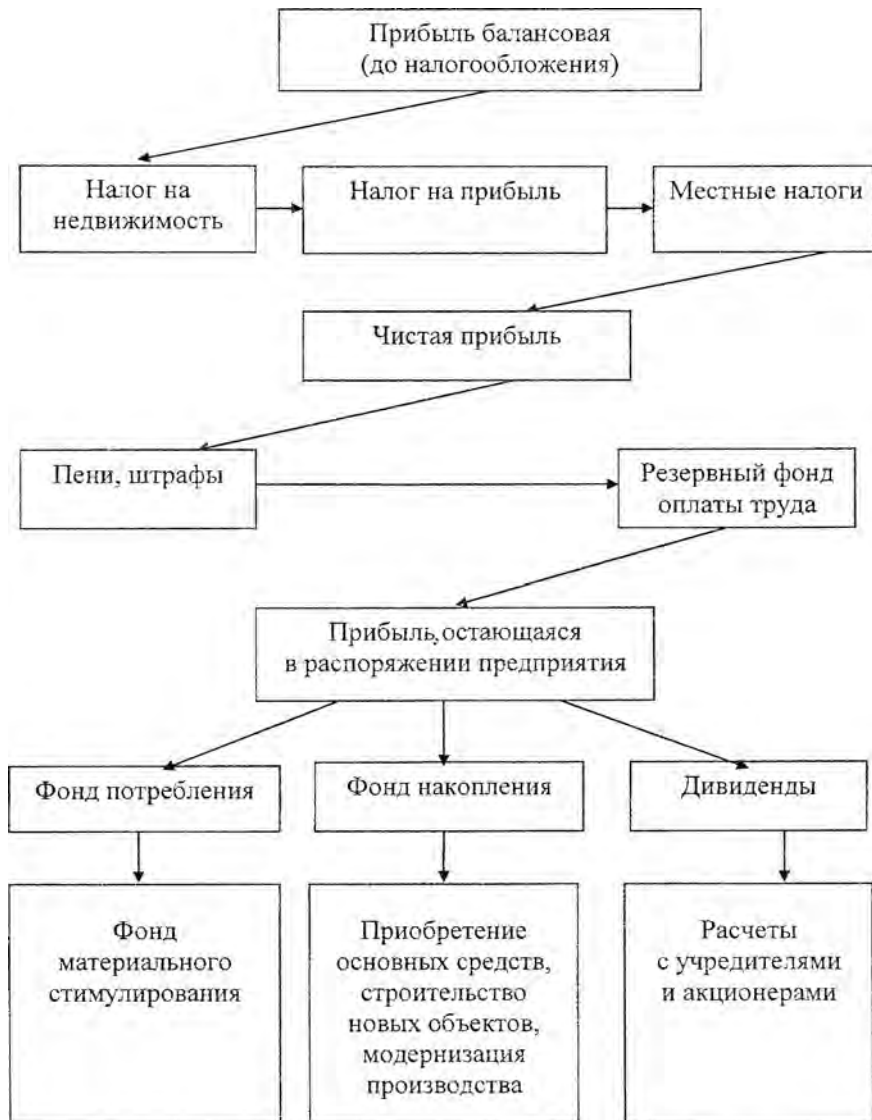 Прибыль балансовая
(до налогообложения)
Налог на
недвижимость
Налог на прибыль
Местные налоги
Чистая прибыль
Пени, штрафы
Резервный фонд
оплаты труда
Прибыль, остающаяся
в распоряжении предприятия
Фонд потребления
Фонд накопления
Дивиденды
Фонд
материального
стимулирования
Приобретение
основных средств,
строительство
новых объектов,
модернизация
производства
Расчеты
с учредителями
и акционерами